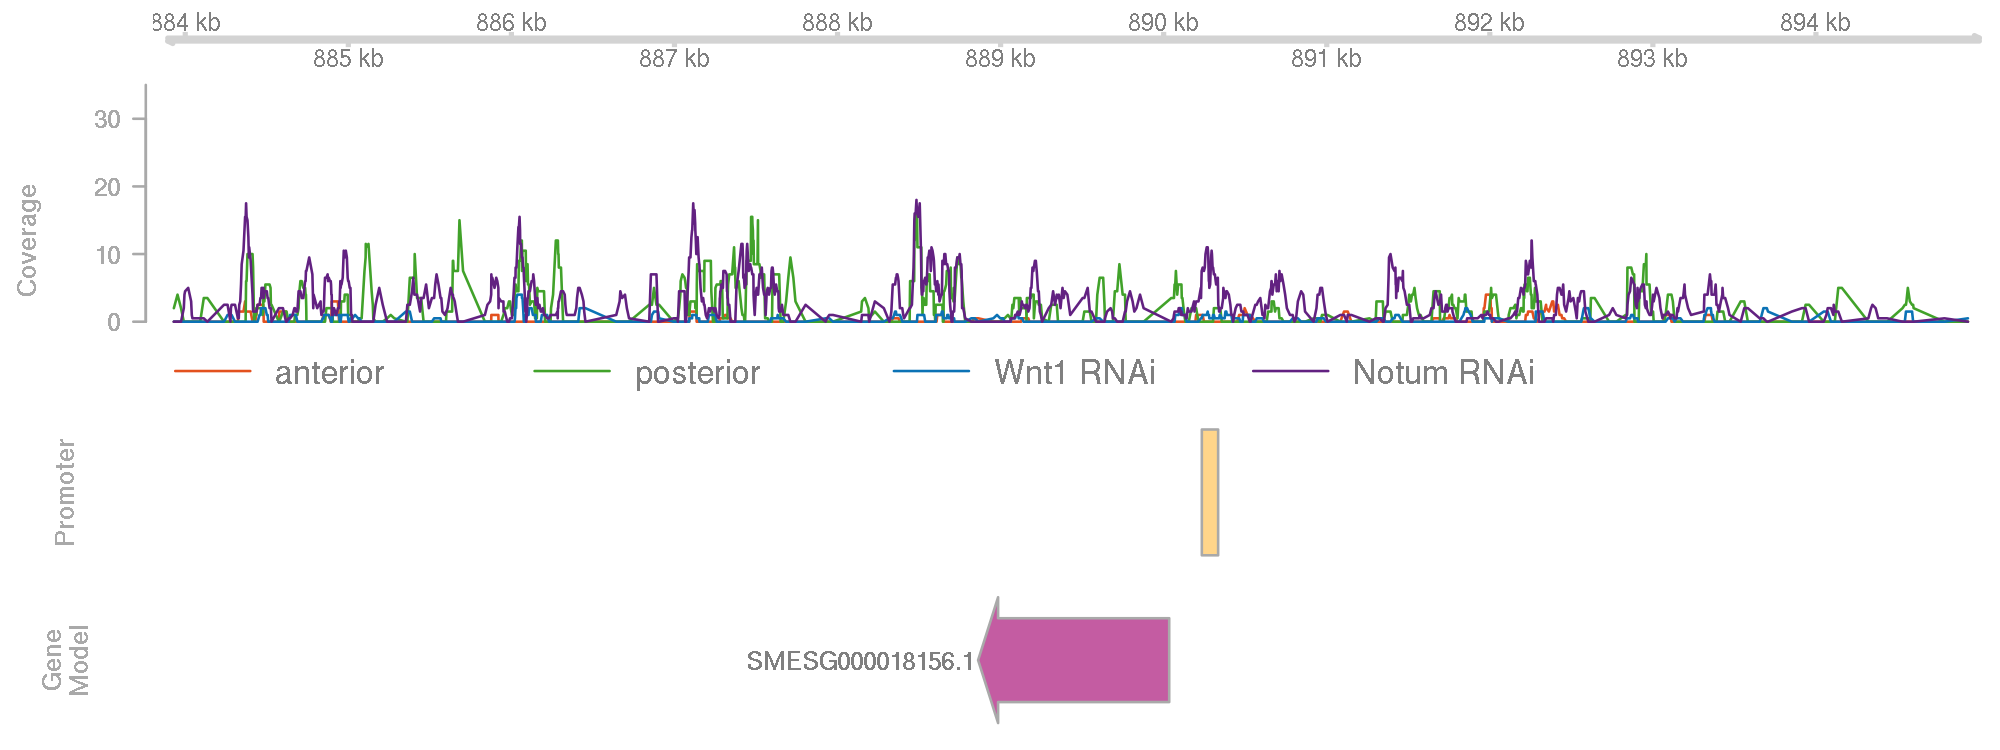 884 kb 886 kb 888 kb 890 kb 892 kb 894 kb
885 kb 887 kb 889 kb 891 kb 893 kb
Coverage
30
20
10
0
anterior posterior Wnt1 RNAi Notum RNAi
Promoter
Gene
Model
SMESG000018156.1